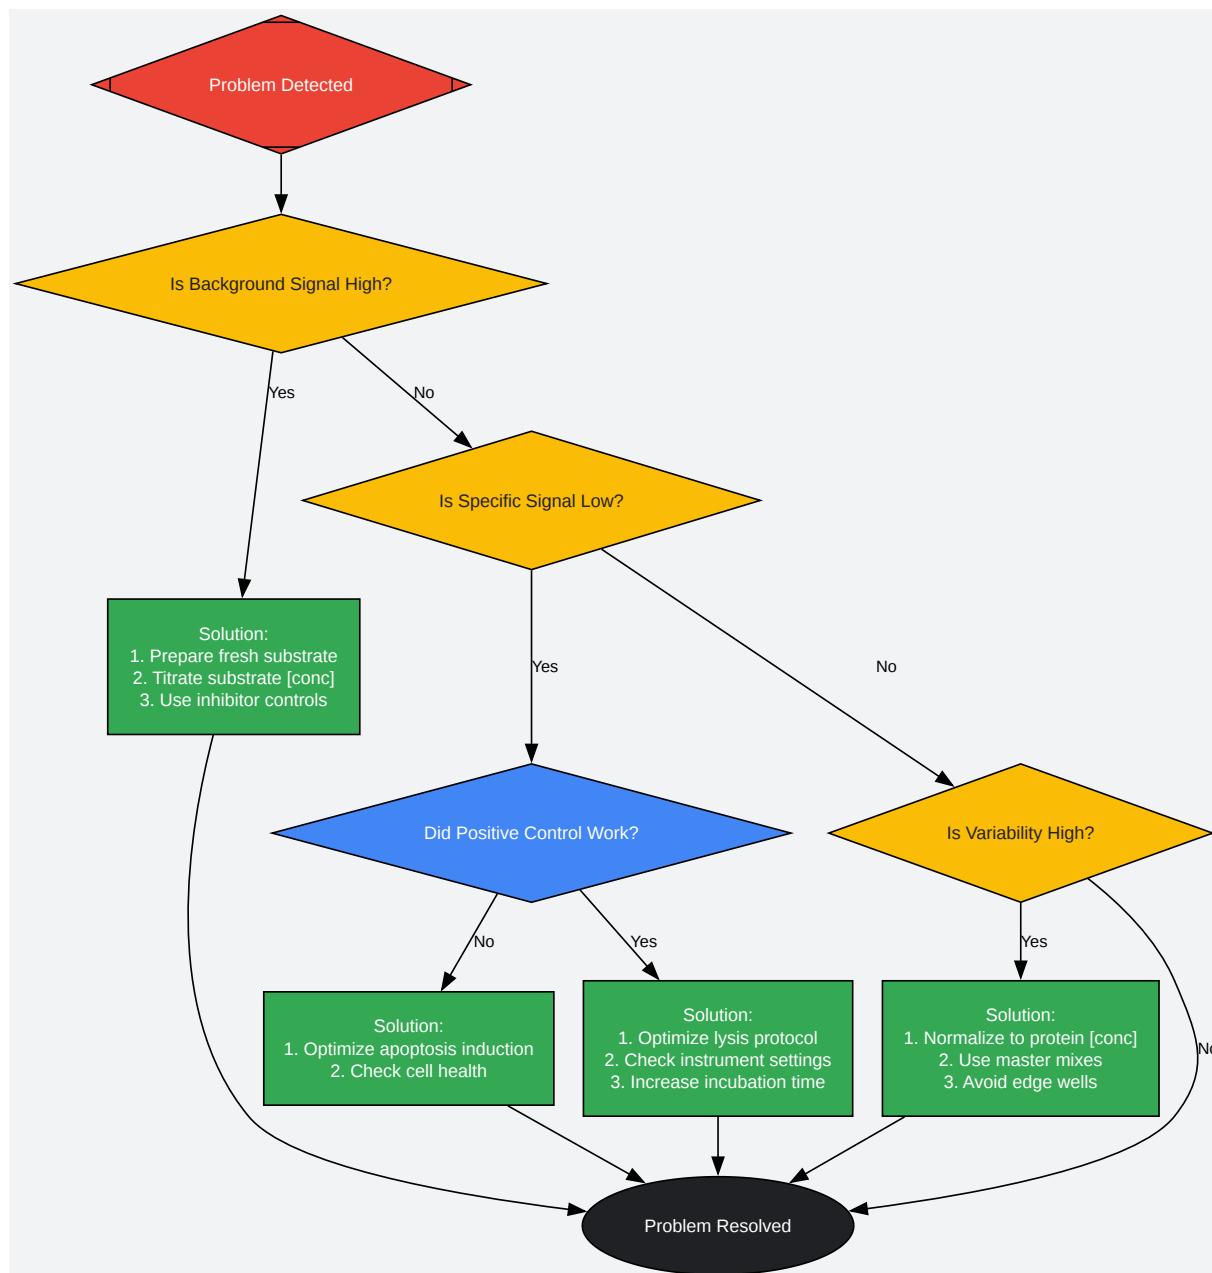 Problem Detected
Is Background Signal High?
Yes
No
Is Specific Signal Low?
Solution:
1. Prepare fresh substrate
2. Titrate substrate [conc]
3. Use inhibitor controls
Yes
No
Did Positive Control Work?
Is Variability High?
No
Yes
Yes
Solution:
1. Optimize apoptosis induction
2. Check cell health
Solution:
1. Optimize lysis protocol
2. Check instrument settings
3. Increase incubation time
Solution:
1. Normalize to protein [conc]
2. Use master mixes
3. Avoid edge wells
No
Problem Resolved